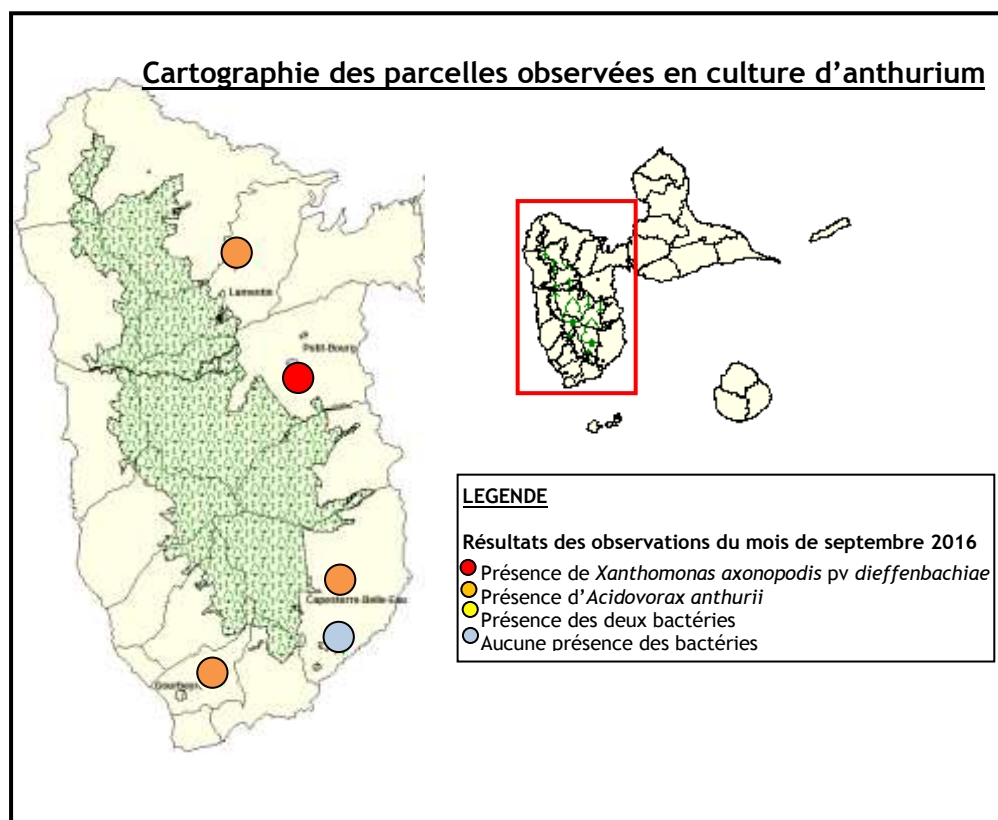 Cartographie des parcelles observées en culture d'anthurium
Lamentin
Petit-Bourg
Capesterre-Belle-Eau
Gourbeyre
LEGENDE
Résultats des observations du mois de septembre 2016
Présence de Xanthomonas axonopodis pv dieffenbachiae
Présence d'Acidovorax anthurii
Présence des deux bactéries
Aucune présence des bactéries